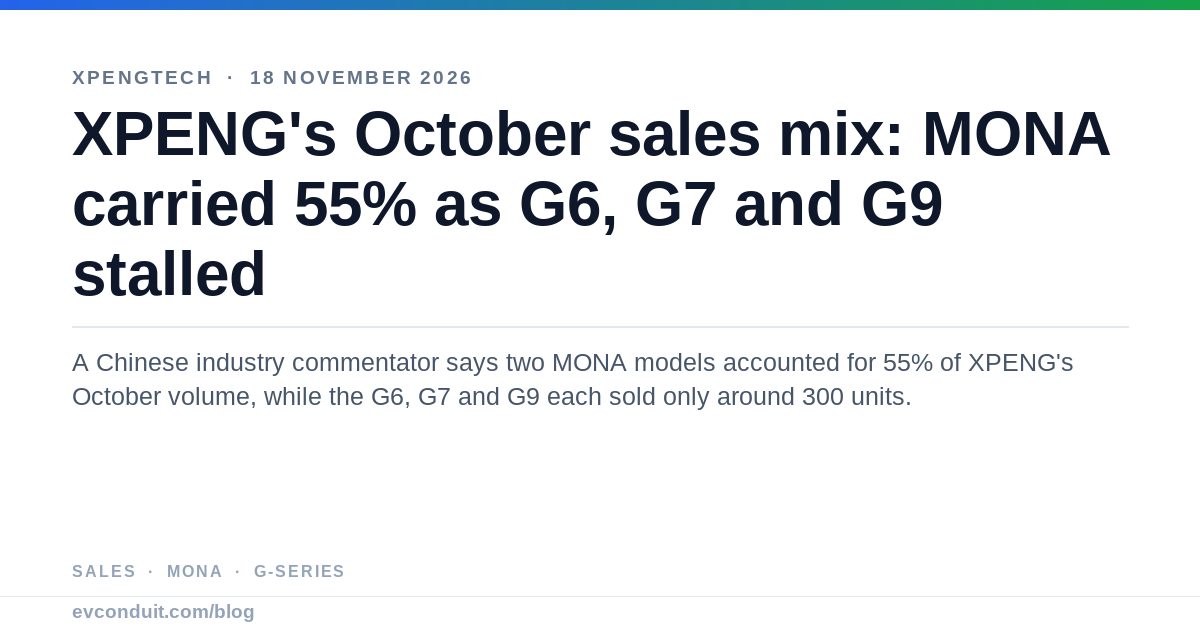 XPENGTECH · 18 NOVEMBER 2026
XPENG's October sales mix: MONA
carried 55% as G6, G7 and G9
stalled
A Chinese industry commentator says two MONA models accounted for 55% of XPENG's
October volume, while the G6, G7 and G9 each sold only around 300 units.
SALES · MONA · G-SERIES
evconduit.com/blog